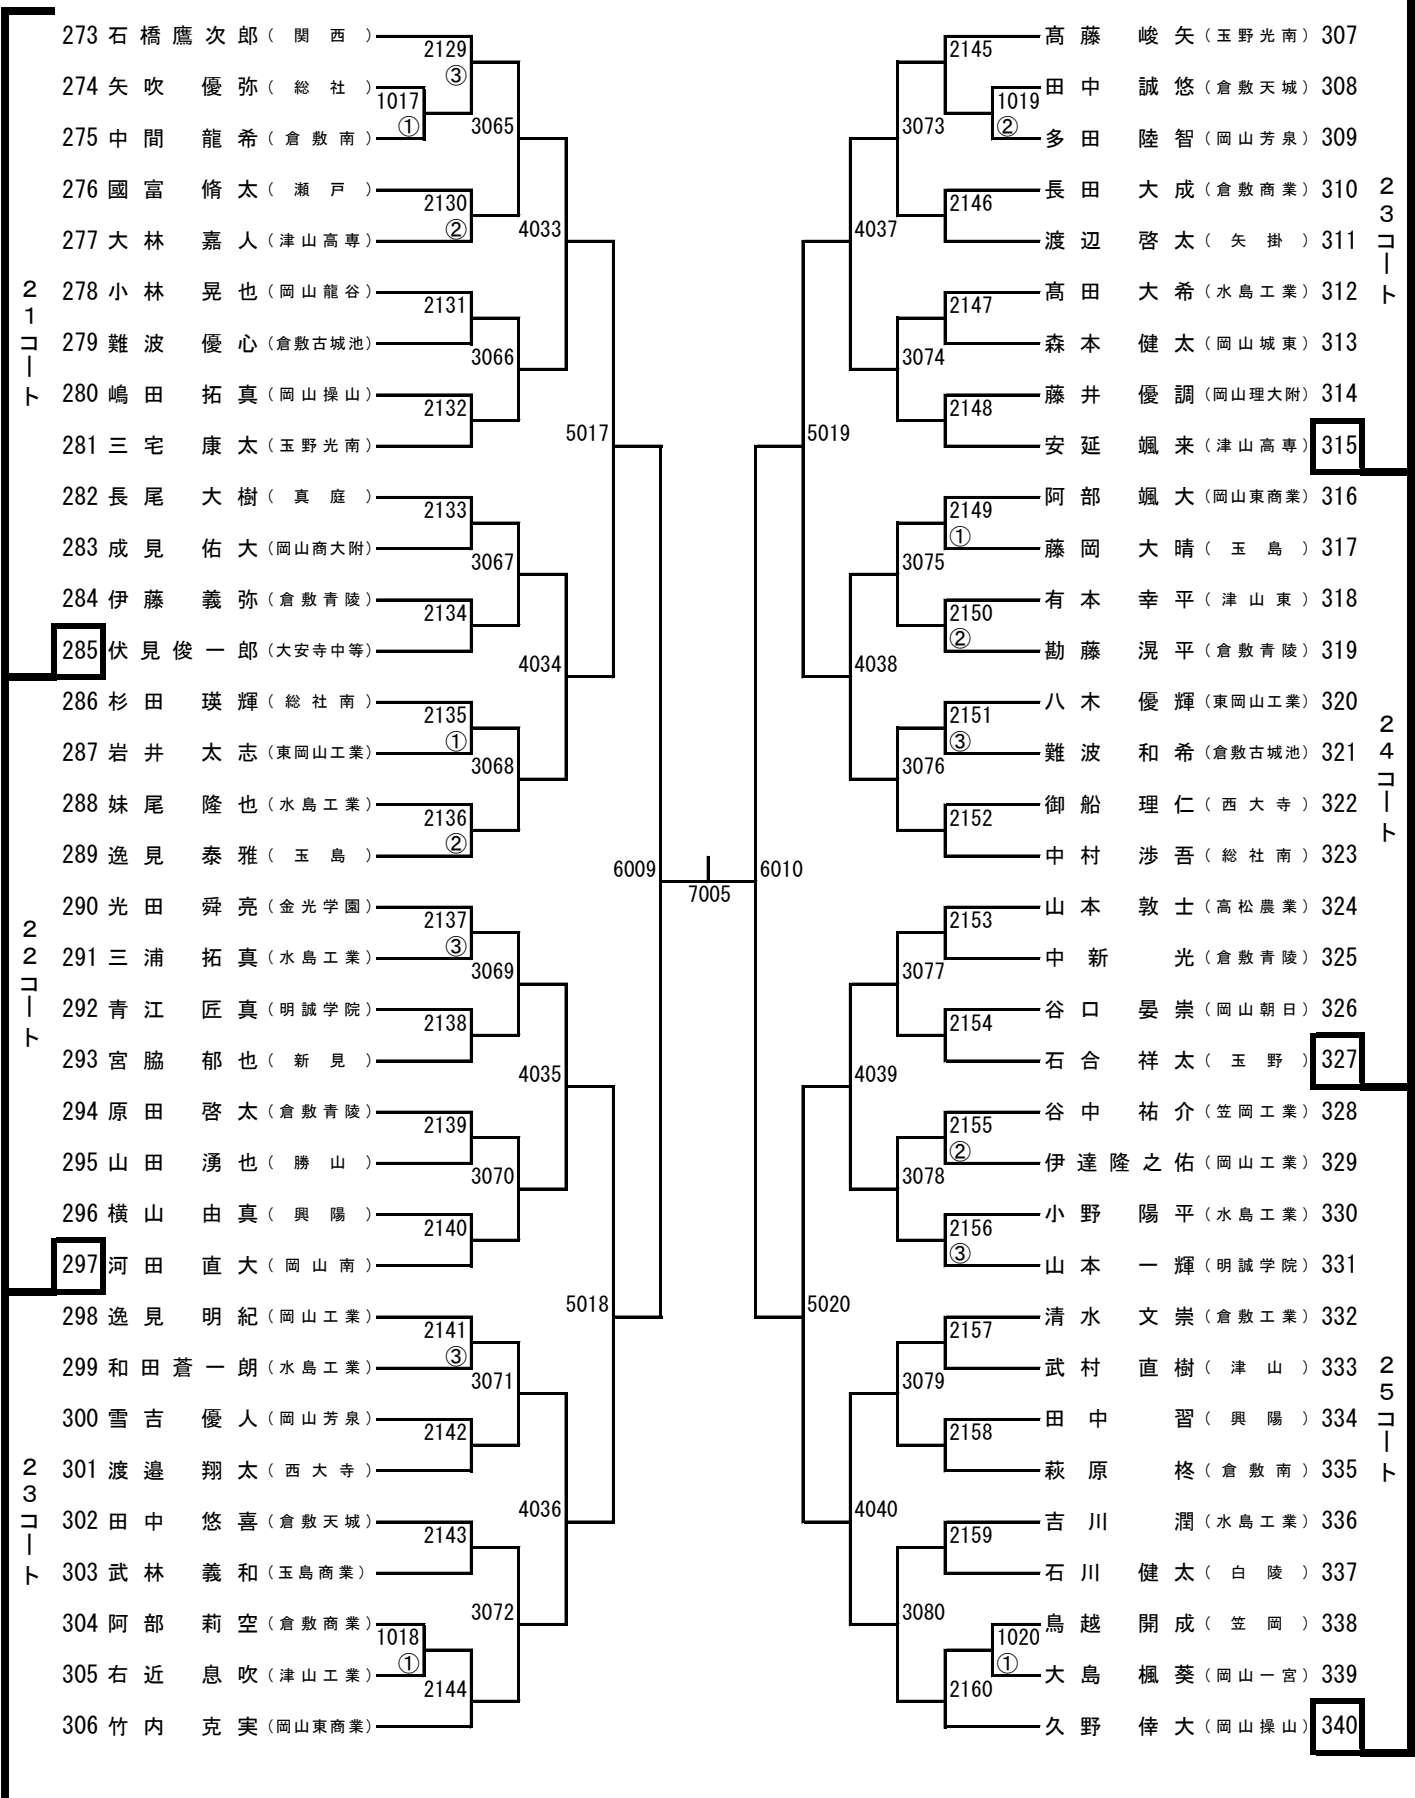 273 石橋鷹次郎（関西）
2129
③
274 矢吹 優弥（総社）
1017
①
3065
275 中間 龍希（倉敷南）
276 國富 脩太（瀬戸）
2130
②
4033
277 大林 嘉人（津山高専）
278 小林 晃也（岡山龍谷）
2131
279 難波 優心（倉敷古城池）
3066
280 嶋田 拓真（岡山操山）
2132
281 三宅 康太（玉野光南）
21コート
5017
282 長尾 大樹（真庭）
2133
283 成見 佑大（岡山商大附）
3067
284 伊藤 義弥（倉敷青陵）
2134
285 伏見俊一郎（大安寺中等）
4034
286 杉田 瑛輝（総社南）
2135
①
287 岩井 太志（東岡山工業）
3068
288 妹尾 隆也（水島工業）
2136
②
289 逸見 泰雅（玉島）
6009
7005
290 光田 舜亮（金光学園）
2137
③
291 三浦 拓真（水島工業）
3069
292 青江 匠真（明誠学院）
2138
293 宮脇 郁也（新見）
22コート
4035
294 原田 啓太（倉敷青陵）
2139
295 山田 湧也（勝山）
3070
296 横山 由真（興陽）
2140
297 河田 直大（岡山南）
5018
298 逸見 明紀（岡山工業）
2141
③
299 和田蒼一朗（水島工業）
3071
300 雪吉 優人（岡山芳泉）
2142
301 渡邉 翔太（西大寺）
4036
302 田中 悠喜（倉敷天城）
2143
303 武林 義和（玉島商業）
23コート
3072
304 阿部 莉空（倉敷商業）
1018
①
305 右近 息吹（津山工業）
2144
306 竹内 克実（岡山東商業）
2145
髙藤 峻矢（玉野光南）307
1019
②
田中 誠悠（倉敷天城）308
3073
多田 陸智（岡山芳泉）309
2146
長田 大成（倉敷商業）310
4037
渡辺 啓太（矢掛）311
23コート
2147
髙田 大希（水島工業）312
3074
森本 健太（岡山城東）313
2148
藤井 優調（岡山理大附）314
5019
安延 颯来（津山高専）315
2149
①
阿部 颯大（岡山東商業）316
3075
藤岡 大晴（玉島）317
2150
②
有本 幸平（津山東）318
勘藤 滉平（倉敷青陵）319
4038
2151
③
八木 優輝（東岡山工業）320
3076
難波 和希（倉敷古城池）321
24コート
2152
御船 理仁（西大寺）322
中村 渉吾（総社南）323
6010
2153
山本 敦士（高松農業）324
3077
中新 光（倉敷青陵）325
2154
谷口 晏崇（岡山朝日）326
石合 祥太（玉野）327
4039
2155
②
谷中 祐介（笠岡工業）328
3078
伊達隆之佑（岡山工業）329
2156
③
小野 陽平（水島工業）330
山本 一輝（明誠学院）331
5020
2157
清水 文崇（倉敷工業）332
3079
武村 直樹（津山）333
25コート
2158
田中 習（興陽）334
萩原 柊（倉敷南）335
4040
2159
吉川 潤（水島工業）336
石川 健太（白陵）337
3080
1020
①
鳥越 開成（笠岡）338
2160
大島 楓葵（岡山一宮）339
久野 倖大（岡山操山）340